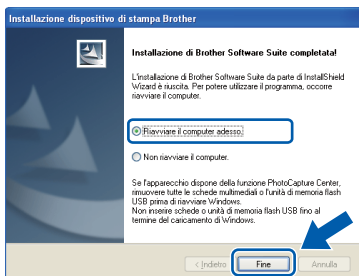 Installazione dispositivo di stampa Brother
Installazione di Brother Software Suite completata!
L'installazione di Brother Software Suite da parte di InstallShield
Wizard è riuscita. Per potere utilizzare il programma, occorre
riavviare il computer.
Riavviare il computer adesso.
Non riavviare il computer.
Se l'apparecchio dispone della funzione PhotoCapture Center,
rimuovere tutte le schede multimediali o l'unità di memoria flash
USB prima di riavviare Windows.
Non inserire schede o unità di memoria flash USB fino al
termine del caricamento di Windows.
< Indietro Fine Annulla